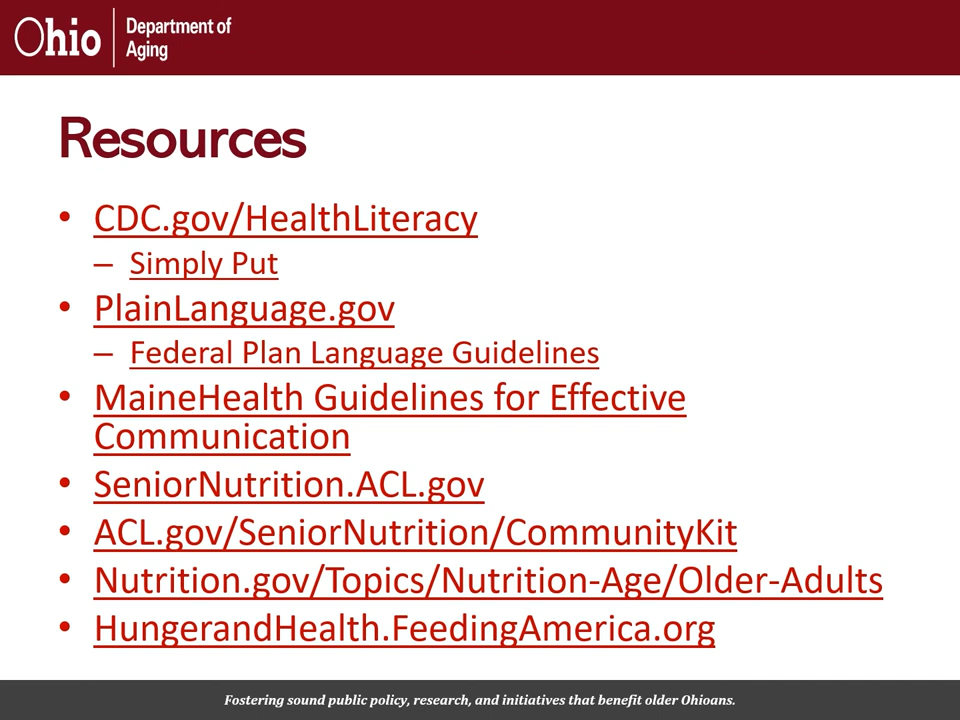 Ohio
Department of
Aging
Resources
• CDC.gov/HealthLiteracy
– Simply Put
• PlainLanguage.gov
– Federal Plan Language Guidelines
• MaineHealth Guidelines for Effective
Communication
• SeniorNutrition.ACL.gov
• ACL.gov/SeniorNutrition/CommunityKit
• Nutrition.gov/Topics/Nutrition-Age/Older-Adults
• HungerandHealth.FeedingAmerica.org
Fostering sound public policy, research, and initiatives that benefit older Ohioans.